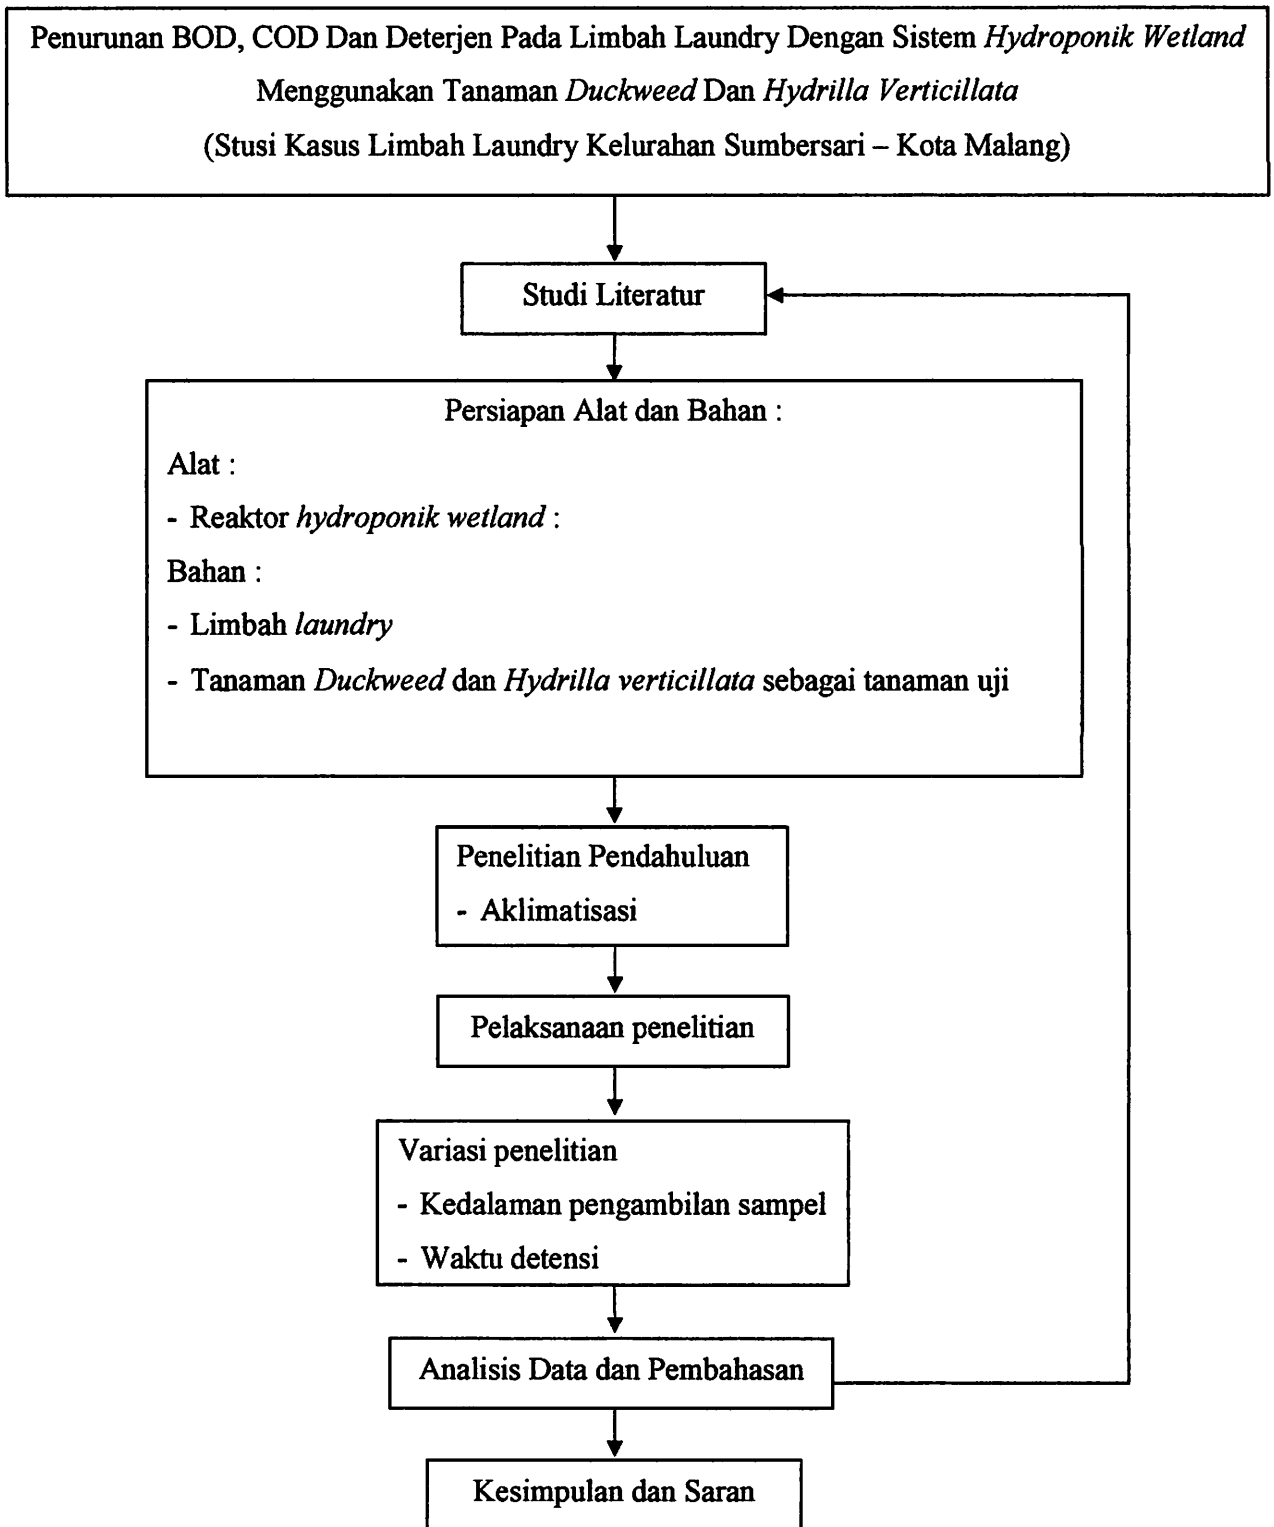 Penurunan BOD, COD Dan Deterjen Pada Limbah Laundry Dengan Sistem Hydroponik Wetland
Menggunakan Tanaman Duckweed Dan Hydrilla Verticillata
(Stusi Kasus Limbah Laundry Kelurahan Sumbersari – Kota Malang)
Studi Literatur
Persiapan Alat dan Bahan :
Alat :
- Reaktor hydroponik wetland :
Bahan :
- Limbah laundry
- Tanaman Duckweed dan Hydrilla verticillata sebagai tanaman uji
Penelitian Pendahuluan
- Aklimatisasi
Pelaksanaan penelitian
Variasi penelitian
- Kedalaman pengambilan sampel
- Waktu detensi
Analisis Data dan Pembahasan
Kesimpulan dan Saran